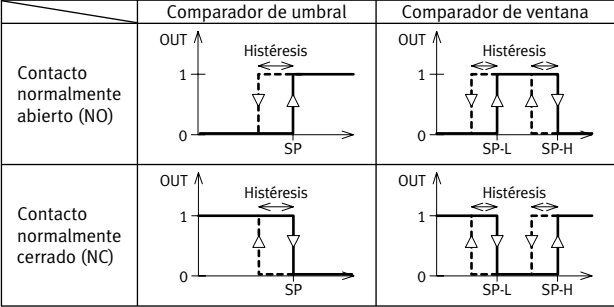 Comparador de umbral
Comparador de ventana
Contacto
normalmente
abierto (NO)
OUT
Histéresis
1
0
SP
OUT
Histéresis
1
0
SP-L
SP-H
Contacto
normalmente
cerrado (NC)
OUT
Histéresis
1
0
SP
OUT
Histéresis
1
0
SP-L
SP-H